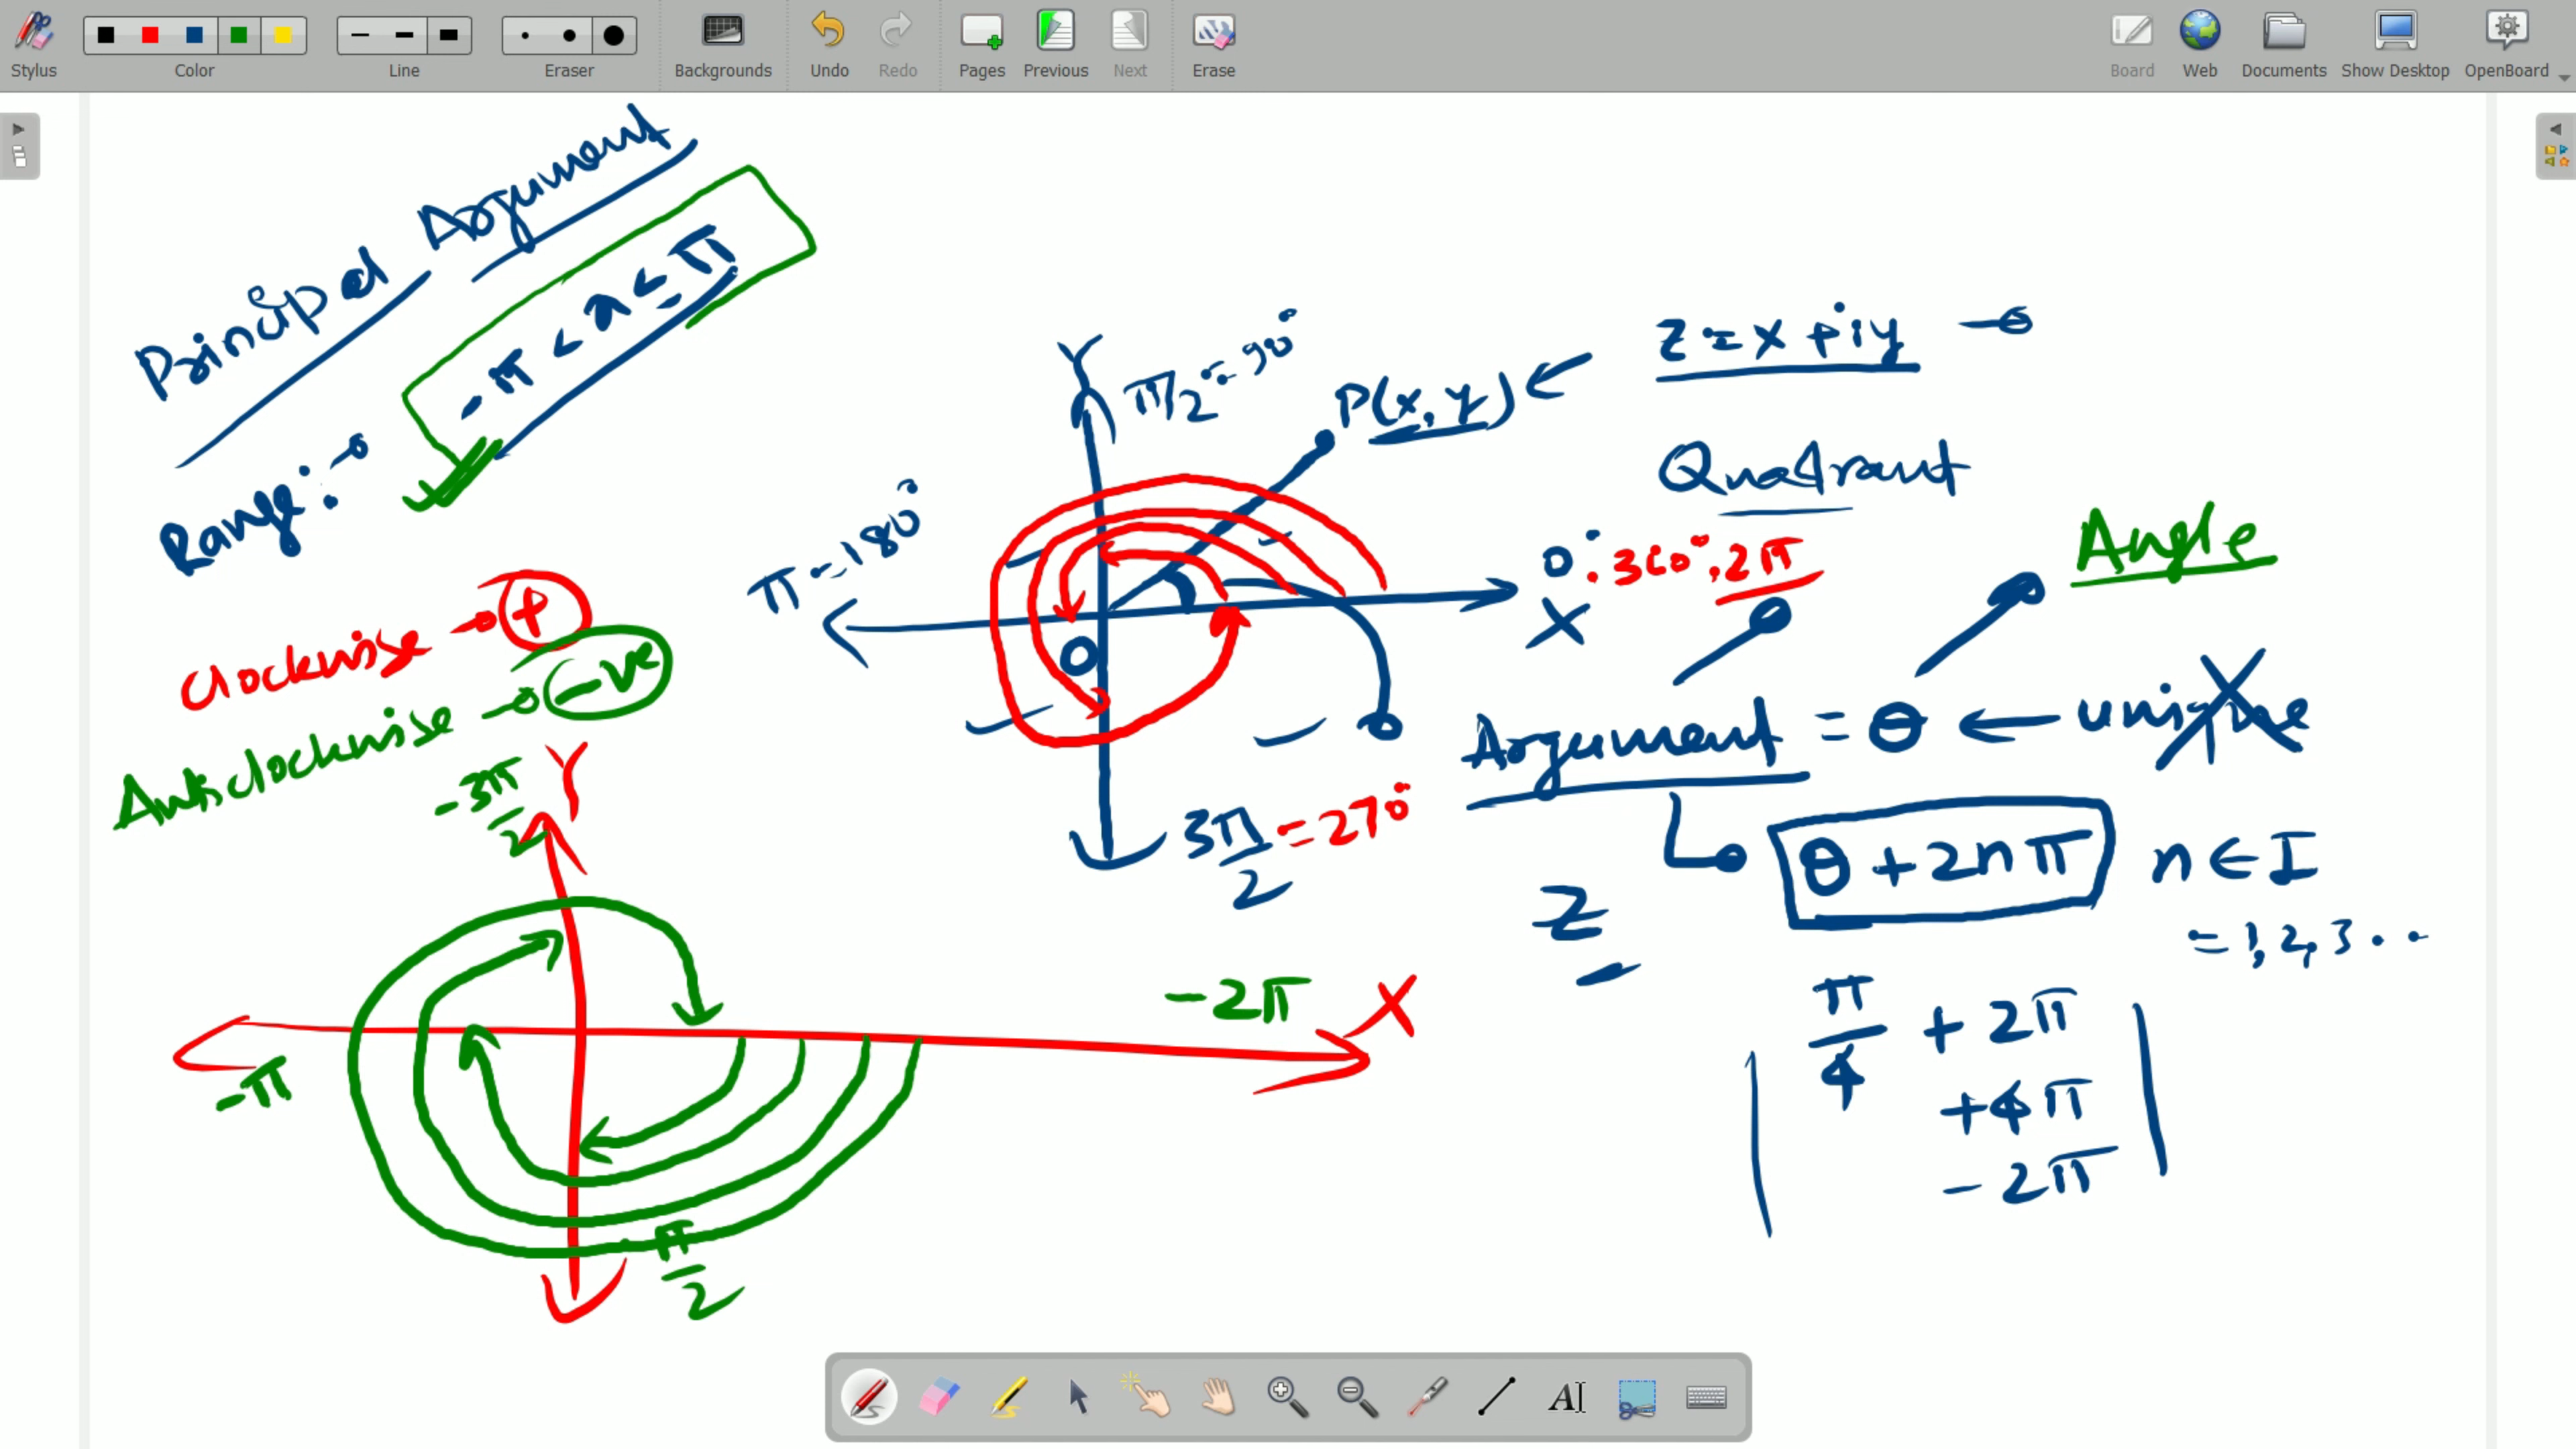 Stylus Color Line Eraser Backgrounds Undo Redo Pages Previous Next Erase Board Web Documents Show Desktop OpenBoard
Principal Argument
Range:→ -π < x ≤ π
Clockwise → +
Anticlockwise → -ve
Y
π/2 = 90°
P(x, y) ←
Z = x + iy →
Quadrant
π = 180°
0°, 360°, 2π
X
O
3π/2 = 270°
Angle
Argument = θ ← unique
θ + 2nπ n ∈ I
= 1, 2, 3 ..
Z
π/4 + 2π
+4π
-2π
-3π/2
Y
-2π
X
-π
-π/2
AI